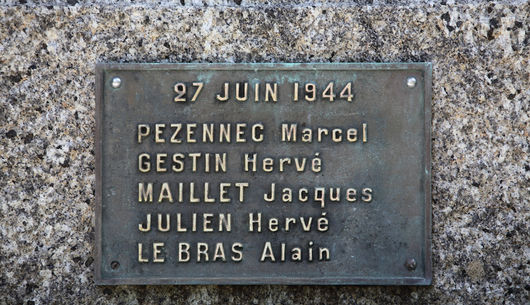 27 JUIN 1944
PEZENNEC Marcel
GESTIN Hervé
MAILLET Jacques
JULIEN Hervé
LE BRAS Alain